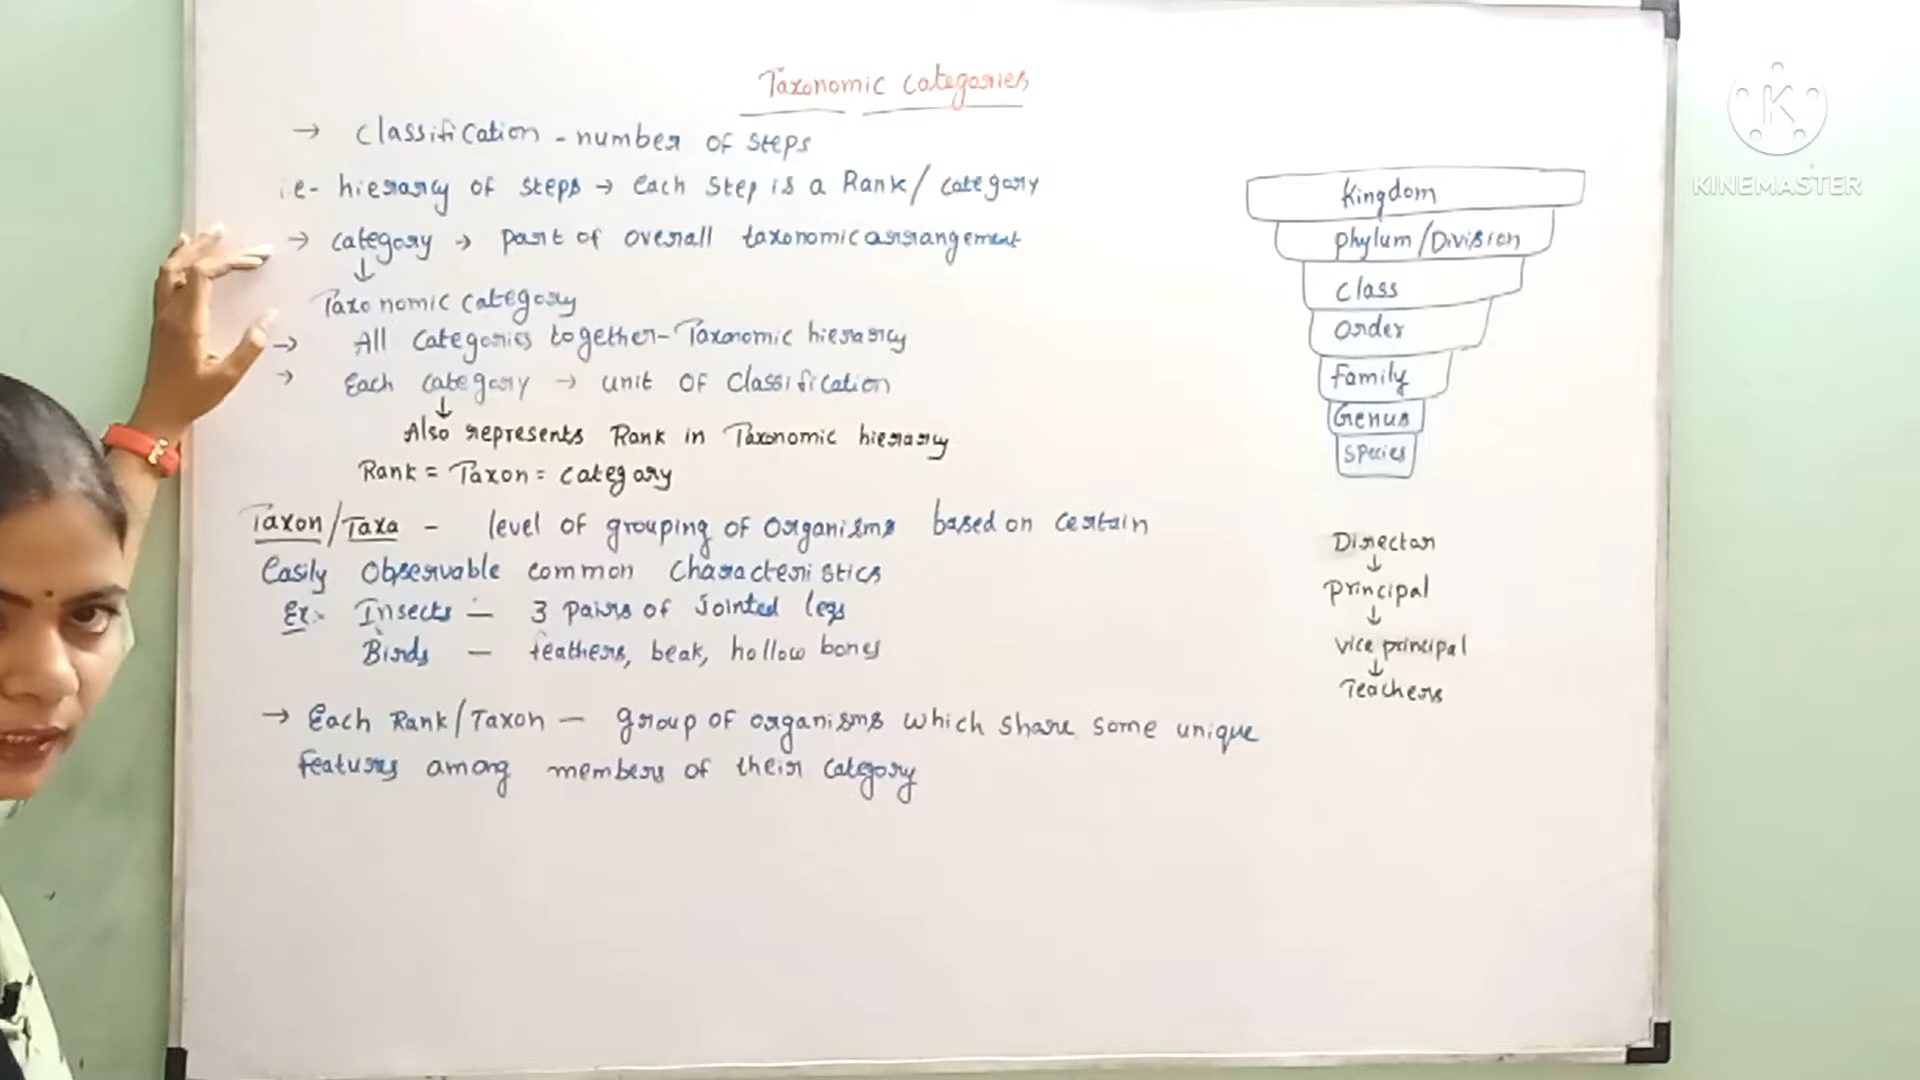 Taxonomic categories
→ Classification - number of steps
i.e- hierarcy of steps → Each step is a Rank/category
→ category → part of overall taxonomic arrangement
↓
Taxonomic category
→ All Categories together- Taxonomic hierarcy
→ Each category → unit of classification
↓
Also represents Rank in Taxonomic hierarcy
Rank = Taxon = category
Taxon/Taxa - level of grouping of organisms based on certain
Easily observable common characteristics
Ex:- Insects - 3 pairs of Jointed legs
Birds - feathers, beak, hollow bones
→ Each Rank/Taxon - group of organisms which share some unique
features among members of their category
Kingdom
phylum/Division
class
order
family
Genus
species
Director
↓
principal
↓
vice principal
↓
Teachers
K
KINEMASTER